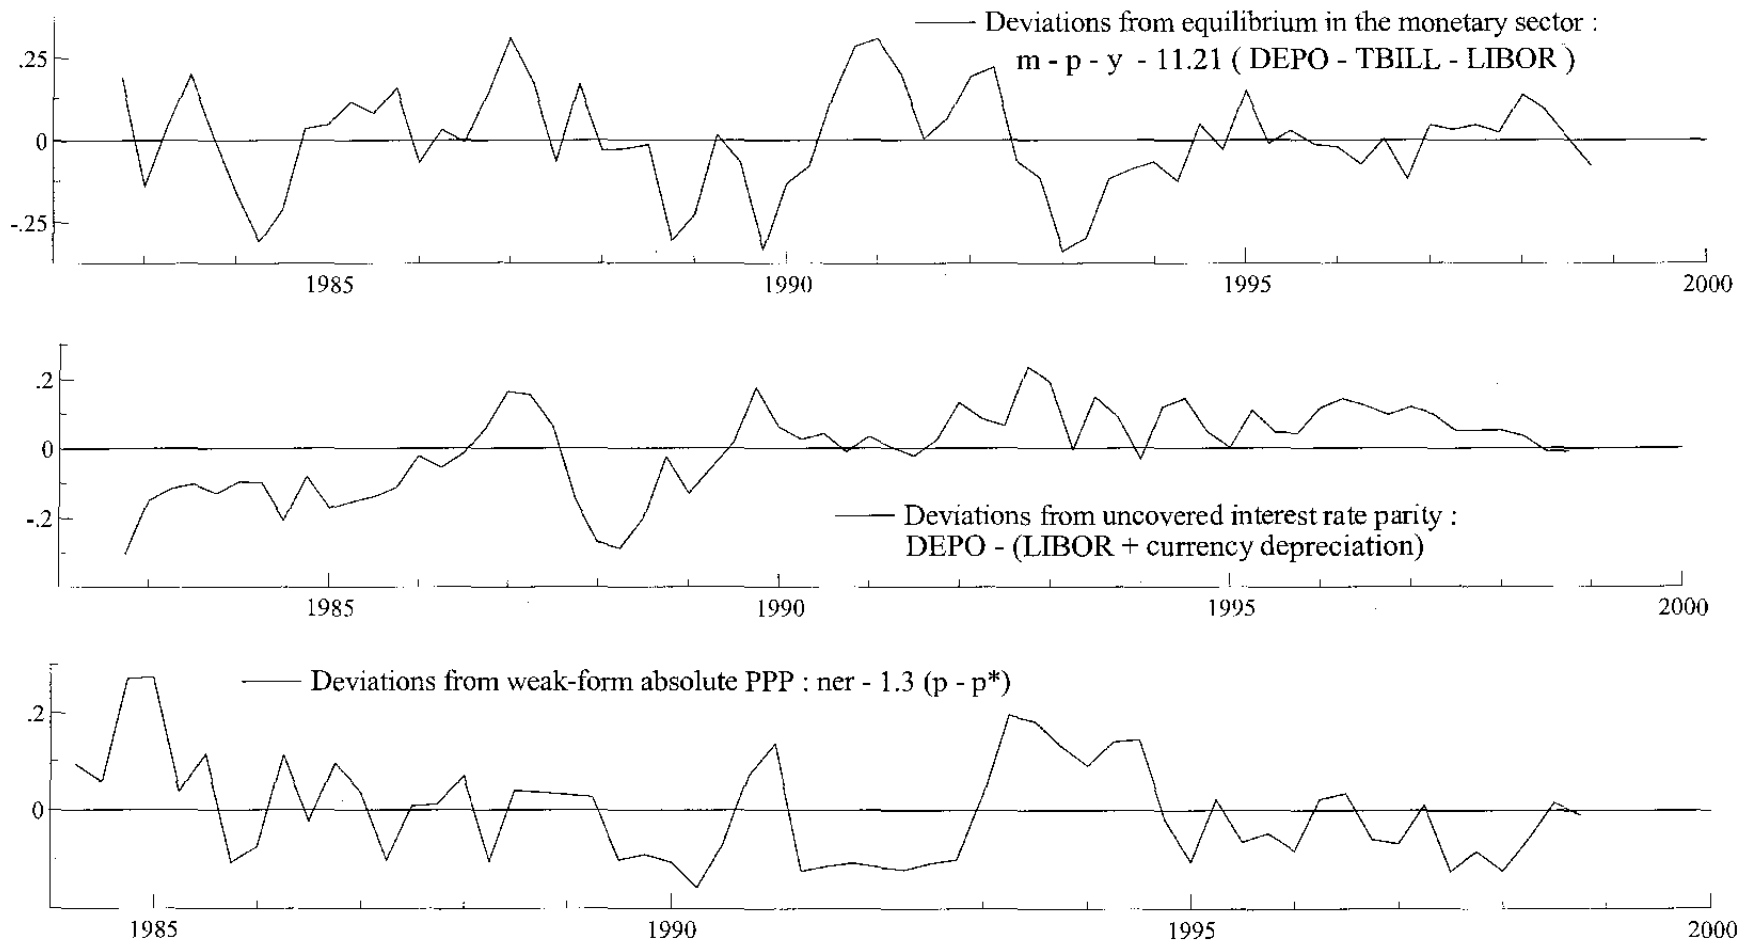 Deviations from equilibrium in the monetary sector :
m - p - y - 11.21 ( DEPO - TBILL - LIBOR )
.25
0
-.25
1985 1990 1995 2000
.2
0
-.2
Deviations from uncovered interest rate parity :
DEPO - (LIBOR + currency depreciation)
1985 1990 1995 2000
Deviations from weak-form absolute PPP : ner - 1.3 (p - p*)
.2
0
1985 1990 1995 2000